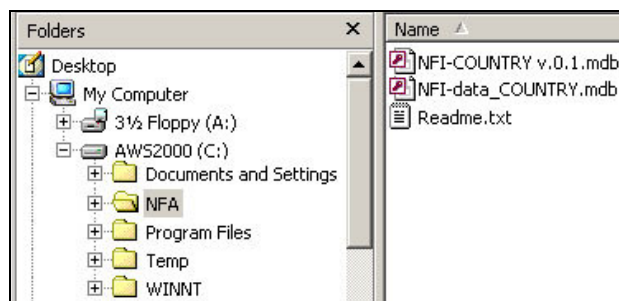 Folders
Desktop
My Computer
3½ Floppy (A:)
AWS2000 (C:)
Documents and Settings
NFA
Program Files
Temp
WINNT
Name
NFI-COUNTRY v.0.1.mdb
NFI-data_COUNTRY.mdb
Readme.txt